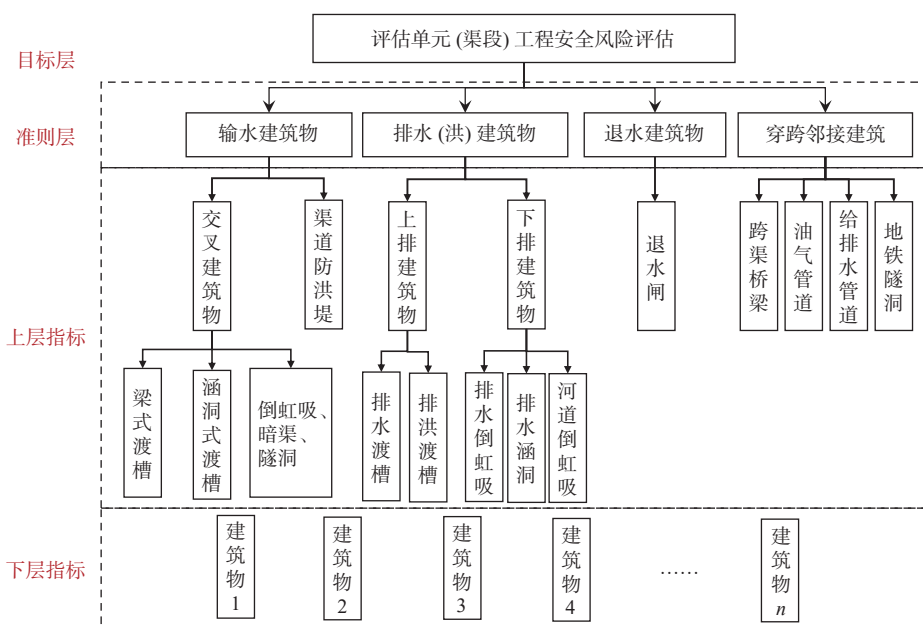 评估单元 (渠段) 工程安全风险评估
目标层
准则层
输水建筑物
排水 (洪) 建筑物
退水建筑物
穿跨邻接建筑
上层指标
交叉建筑物
渠道防洪堤
上排建筑物
下排建筑物
退水闸
跨渠桥梁
油气管道
给排水管道
地铁隧洞
梁式渡槽
涵洞式渡槽
倒虹吸、
暗渠、
隧洞
排水渡槽
排洪渡槽
排水倒虹吸
排水涵洞
河道倒虹吸
下层指标
建筑物1
建筑物2
建筑物3
建筑物4
……
建筑物n